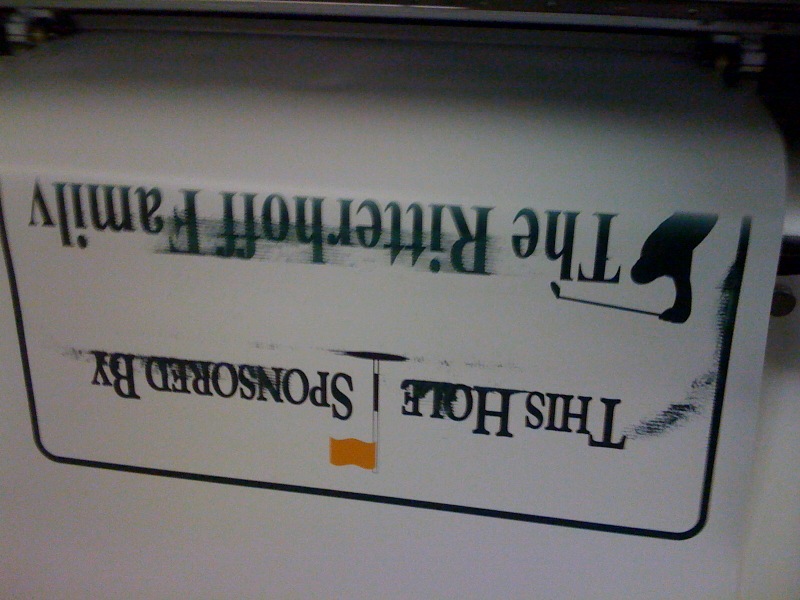 THIS HOLE SPONSORED BY
The Ritterhoff Family